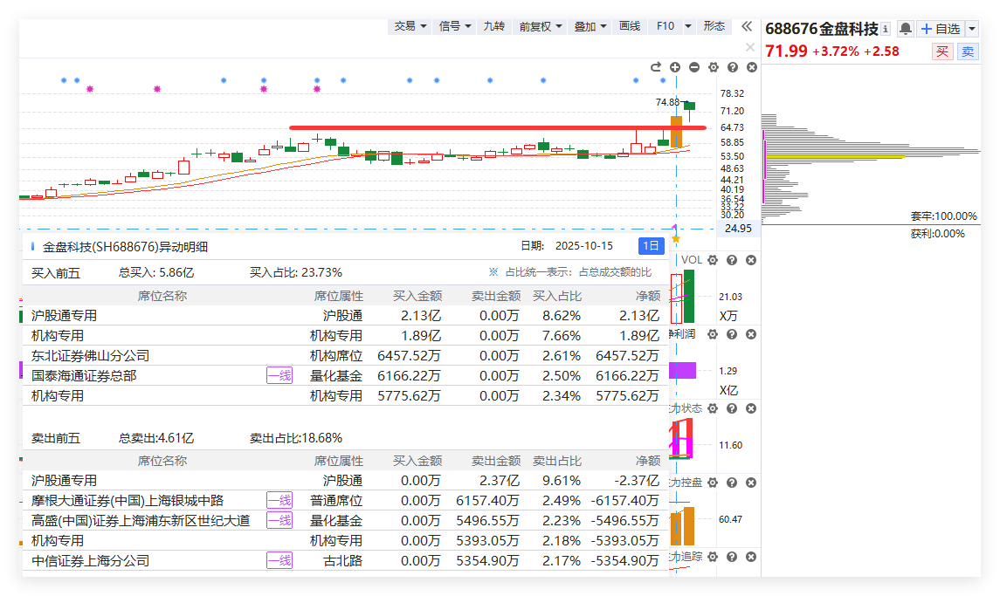 交易 信号 九转 前复权 叠加 画线 F10 形态
688676 金盘科技 i + 自选
71.99 +3.72% +2.58 买 卖
78.32
74.88
71.20
64.73
58.85
53.50
48.63
44.21
40.19
36.54
33.22
30.20
24.95
套牢:100.00%
获利:0.00%
金盘科技(SH688676)异动明细 日期: 2025-10-15 1日
VOL
买入前五 总买入: 5.86亿 买入占比: 23.73% ※ 占比统一表示: 占总成交额的比
席位名称 席位属性 买入金额 卖出金额 买入占比 净额
21.03
沪股通专用 沪股通 2.13亿 0.00万 8.62% 2.13亿
X万
机构专用 机构专用 1.89亿 0.00万 7.66% 1.89亿
净利润
东北证券佛山分公司 机构席位 6457.52万 0.00万 2.61% 6457.52万
1.29
国泰海通证券总部 一线 量化基金 6166.22万 0.00万 2.50% 6166.22万
X亿
机构专用 机构专用 5775.62万 0.00万 2.34% 5775.62万
力状态
卖出前五 总卖出:4.61亿 卖出占比:18.68%
11.60
席位名称 席位属性 买入金额 卖出金额 卖出占比 净额
沪股通专用 沪股通 0.00万 2.37亿 9.61% -2.37亿
力控盘
摩根大通证券(中国)上海银城中路 一线 普通席位 0.00万 6157.40万 2.49% -6157.40万
高盛(中国)证券上海浦东新区世纪大道 一线 量化基金 0.00万 5496.55万 2.23% -5496.55万
60.47
机构专用 机构专用 0.00万 5393.05万 2.18% -5393.05万
力追踪
中信证券上海分公司 一线 古北路 0.00万 5354.90万 2.17% -5354.90万